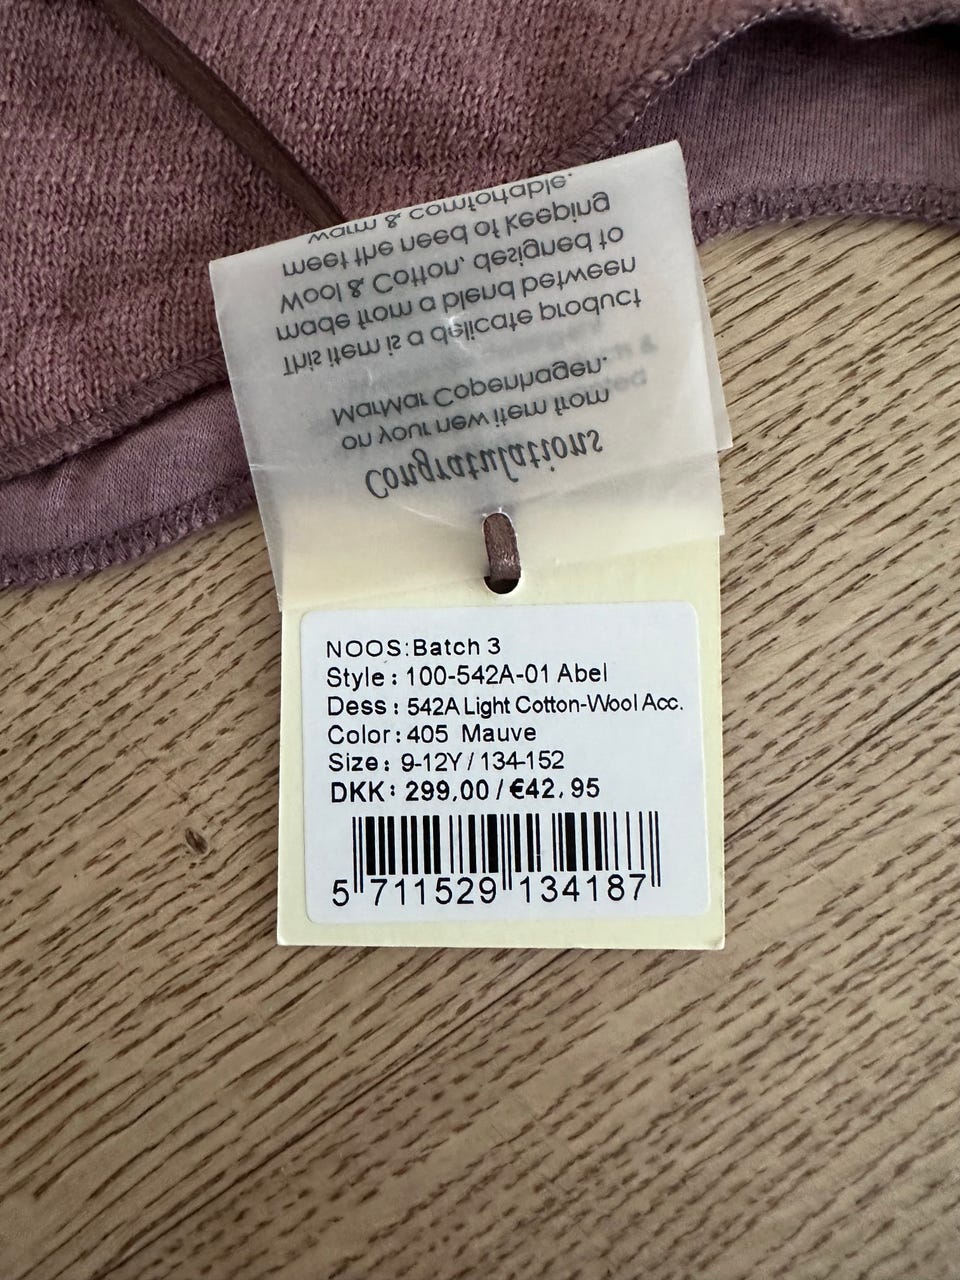 Congratulations
on your new item from
MarMar Copenhagen.
This item is a delicate product
made from a blend between
Wool & Cotton, designed to
meet the need of keeping
warm & comfortable.
NOOS:Batch 3
Style : 100-542A-01 Abel
Dess : 542A Light Cotton-Wool Acc.
Color : 405 Mauve
Size : 9-12Y / 134-152
DKK : 299.00 / €42.95
5 711529 134187